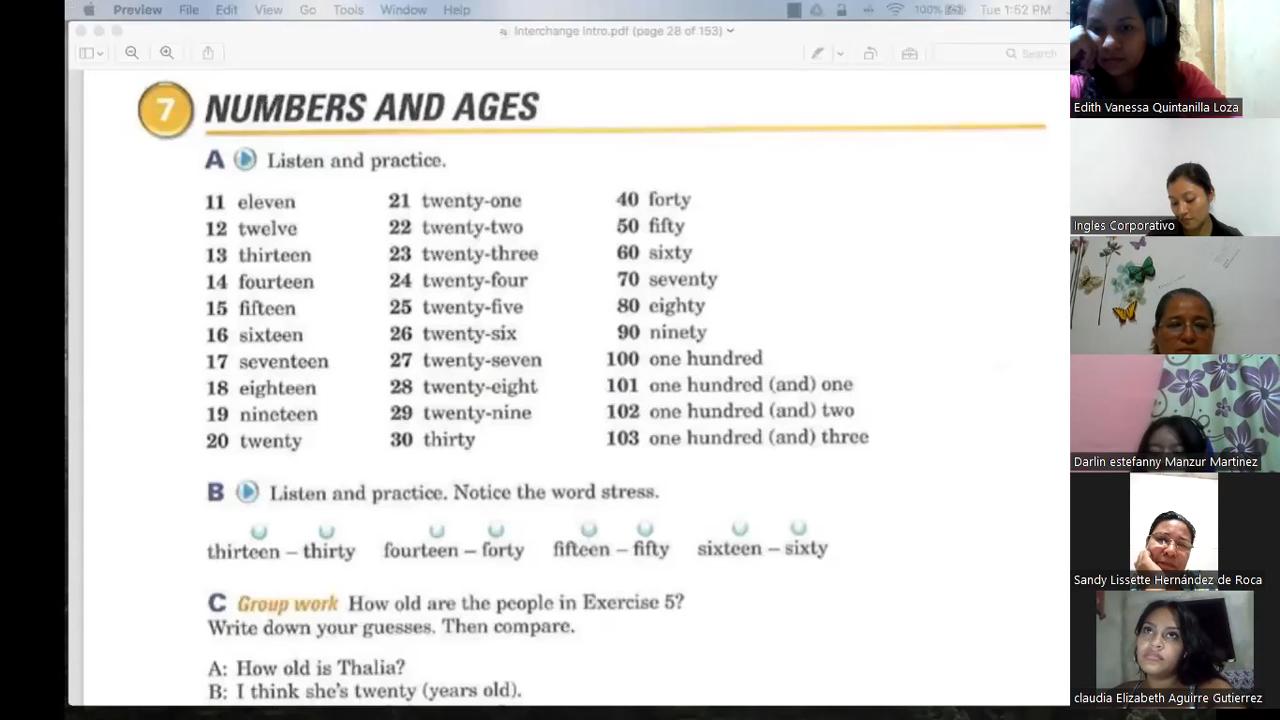 Preview File Edit View Go Tools Window Help 100% Tue 1:52 PM
Interchange Intro.pdf (page 28 of 153)
Search
7 NUMBERS AND AGES
A Listen and practice.
11 eleven 21 twenty-one 40 forty
12 twelve 22 twenty-two 50 fifty
13 thirteen 23 twenty-three 60 sixty
14 fourteen 24 twenty-four 70 seventy
15 fifteen 25 twenty-five 80 eighty
16 sixteen 26 twenty-six 90 ninety
17 seventeen 27 twenty-seven 100 one hundred
18 eighteen 28 twenty-eight 101 one hundred (and) one
19 nineteen 29 twenty-nine 102 one hundred (and) two
20 twenty 30 thirty 103 one hundred (and) three
B Listen and practice. Notice the word stress.
thirteen – thirty fourteen – forty fifteen – fifty sixteen – sixty
C Group work How old are the people in Exercise 5?
Write down your guesses. Then compare.
A: How old is Thalia?
B: I think she's twenty (years old).
Edith Vanessa Quintanilla Loza
Ingles Corporativo
Darlin estefanny Manzur Martinez
Sandy Lissette Hernández de Roca
claudia Elizabeth Aguirre Gutierrez